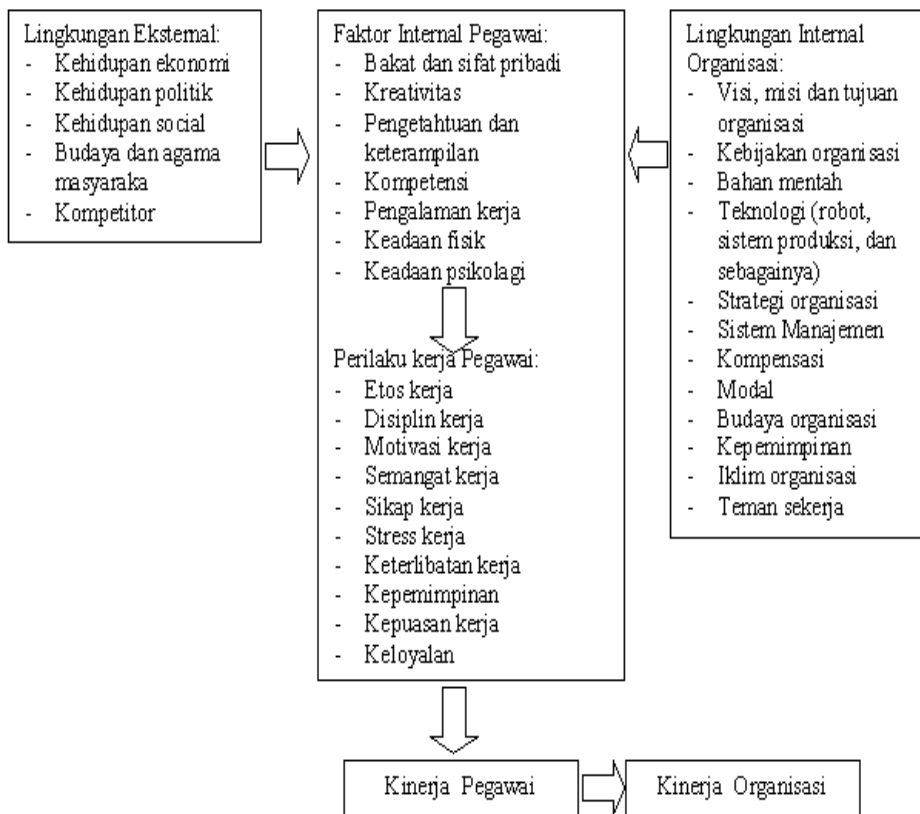 Lingkungan Eksternal:
- Kehidupan ekonomi
- Kehidupan politik
- Kehidupan social
- Budaya dan agama
masyaraka
- Kompetitor
Faktor Internal Pegawai:
- Bakat dan sifat pribadi
- Kreativitas
- Pengetahtuan dan
keterampilan
- Kompetensi
- Pengalaman kerja
- Keadaan fisik
- Keadaan psikolagi
Perilaku kerja Pegawai:
- Etos kerja
- Disiplin kerja
- Motivasi kerja
- Semangat kerja
- Sikap kerja
- Stress kerja
- Keterlibatan kerja
- Kepemimpinan
- Kepuasan kerja
- Keloyalan
Lingkungan Internal
Organisasi:
- Visi, misi dan tujuan
organisasi
- Kebijakan organisasi
- Bahan mentah
- Teknologi (robot,
sistem produksi, dan
sebagainya)
- Strategi organisasi
- Sistem Manajemen
- Kompensasi
- Modal
- Budaya organisasi
- Kepemimpinan
- Iklim organisasi
- Teman sekerja
Kinerja Pegawai
Kinerja Organisasi